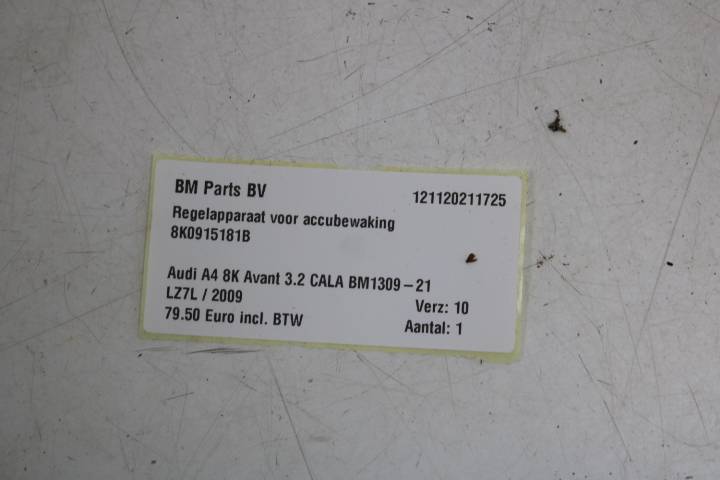 BM Parts BV 121120211725
Regelapparaat voor accubewaking
8K0915181B
Audi A4 8K Avant 3.2 CALA BM1309-21
LZ7L / 2009 Verz: 10
79.50 Euro incl. BTW Aantal: 1